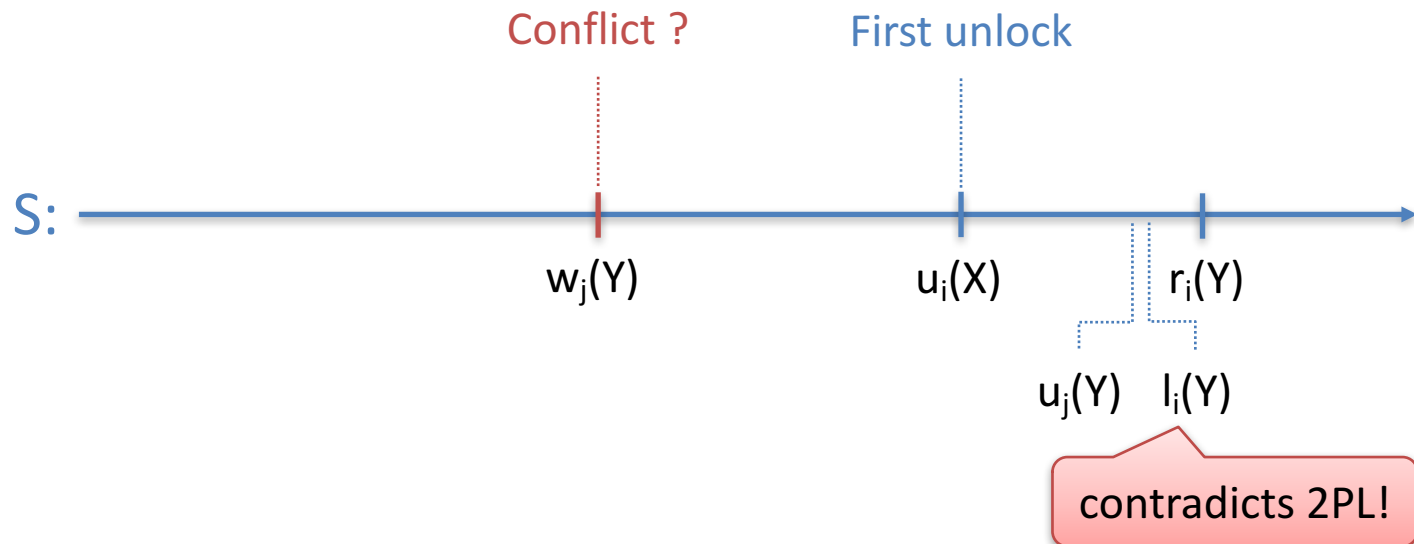 Conflict ? First unlock
S:
wⱼ(Y) uᵢ(X) rᵢ(Y)
uⱼ(Y) lᵢ(Y)
contradicts 2PL!